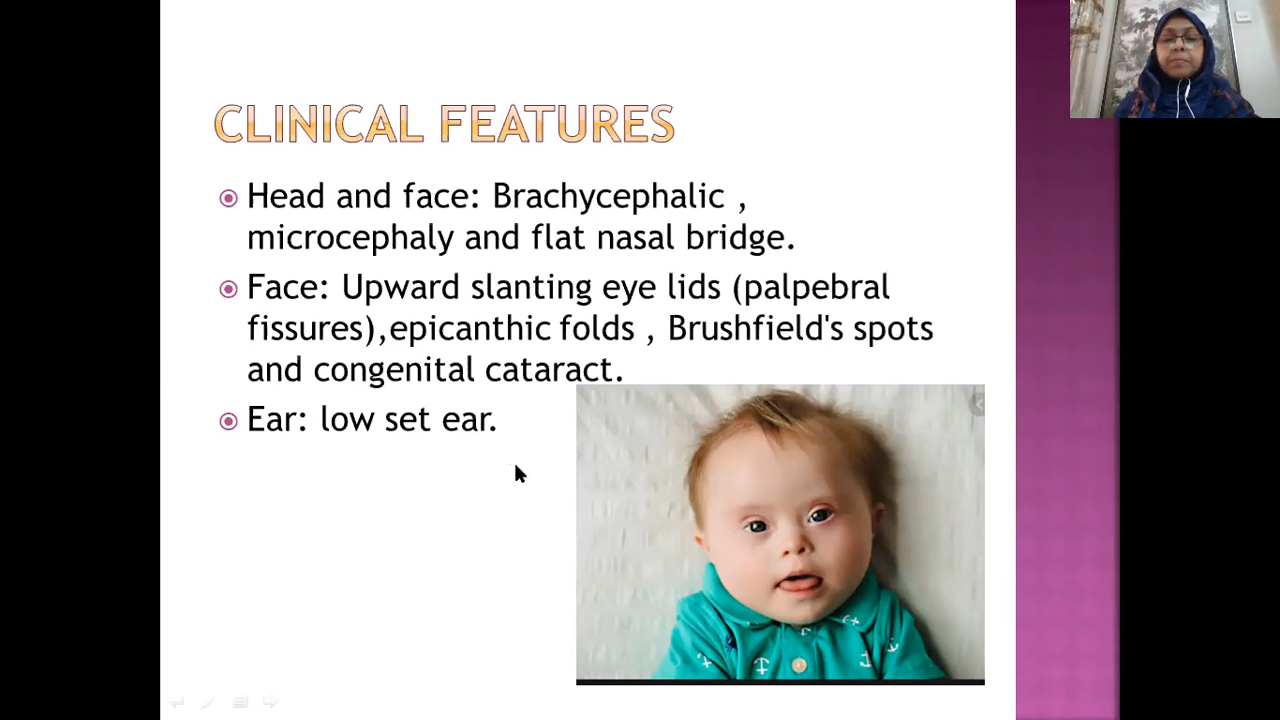 CLINICAL FEATURES
Head and face: Brachycephalic ,
microcephaly and flat nasal bridge.
Face: Upward slanting eye lids (palpebral
fissures),epicanthic folds , Brushfield's spots
and congenital cataract.
Ear: low set ear.